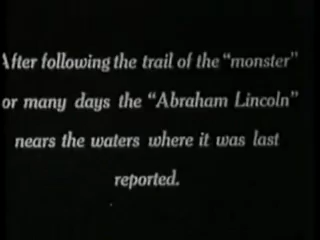 After following the trail of the “monster”
or many days the “Abraham Lincoln”
nears the waters where it was last
reported.